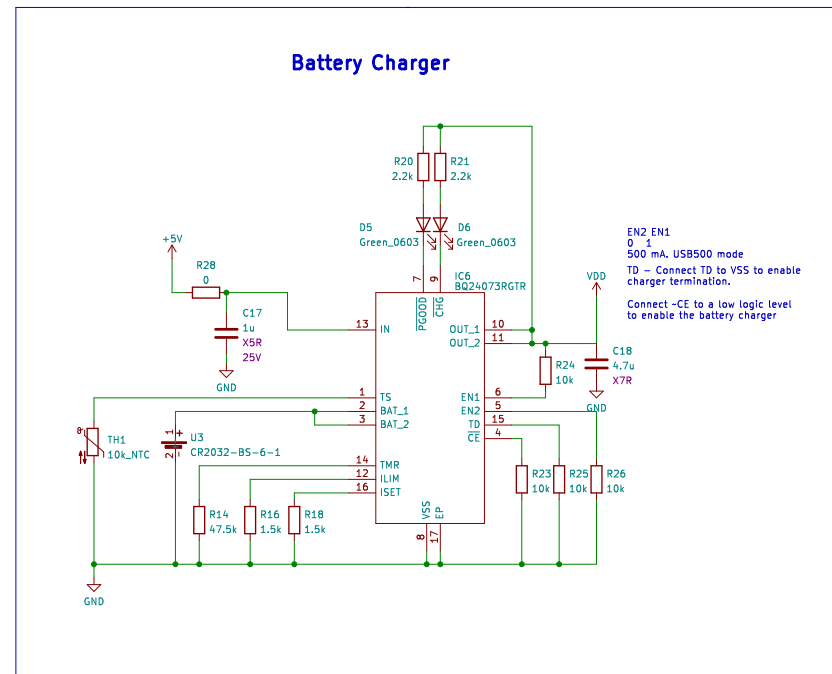 Battery Charger
R20
2.2k
R21
2.2k
D5
Green_0603
D6
Green_0603
EN2 EN1
0 1
500 mA. USB500 mode
TD - Connect TD to VSS to enable
charger termination.
Connect ~CE to a low logic level
to enable the battery charger
+5V
R28
0
7
9
IC6
BQ24073RGTR
VDD
PGOOD
CHG
C17
1u
X5R
25V
GND
13
IN
OUT_1
10
OUT_2
11
R24
10k
C18
4.7u
X7R
GND
1
TS
2
BAT_1
3
BAT_2
EN1
6
EN2
5
TD
15
CE
4
TH1
10k_NTC
1
+
2
-
U3
CR2032-BS-6-1
14
TMR
12
ILIM
16
ISET
R23
10k
R25
10k
R26
10k
R14
47.5k
R16
1.5k
R18
1.5k
VSS
EP
8
17
GND